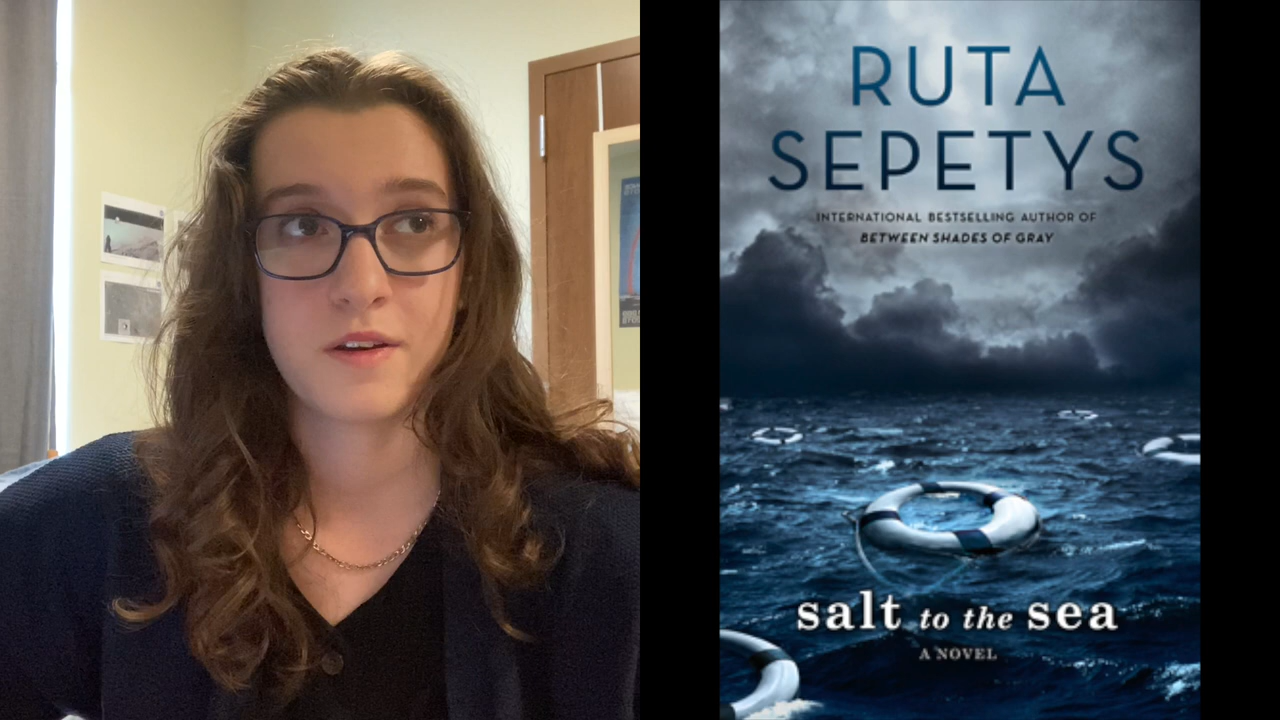 RUTA
SEPETYS
INTERNATIONAL BESTSELLING AUTHOR OF
BETWEEN SHADES OF GRAY
salt to the sea
A NOVEL